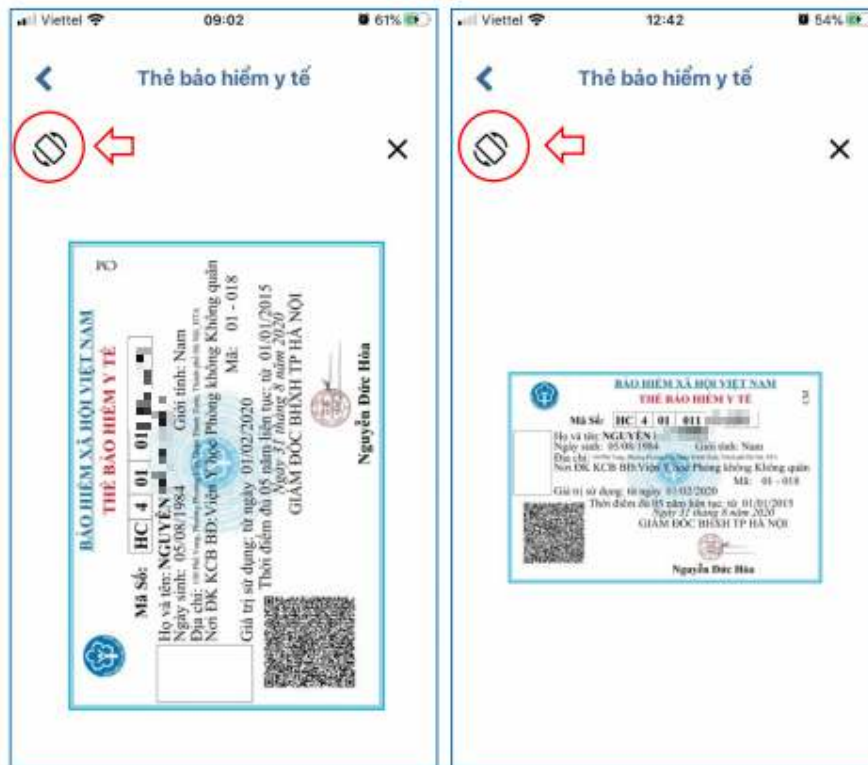 Viettel 09:02 61%
Thẻ bảo hiểm y tế
BẢO HIỂM XÃ HỘI VIỆT NAM
THẺ BẢO HIỂM Y TẾ
CM
Mã Số: HC 4 01 01
Họ và tên: NGUYỄN
Ngày sinh: 05/08/1984 Giới tính: Nam
Địa chỉ:
Nơi ĐK KCB BĐ: Viện Y học Phòng không Không quân
Mã: 01 - 018
Giá trị sử dụng: từ ngày 01/02/2020
Thời điểm đủ 05 năm liên tục: từ 01/01/2015
Ngày 31 tháng 8 năm 2020
GIÁM ĐỐC BHXH TP HÀ NỘI
Nguyễn Đức Hòa
Viettel 12:42 54%
Thẻ bảo hiểm y tế
BẢO HIỂM XÃ HỘI VIỆT NAM
THẺ BẢO HIỂM Y TẾ
CM
Mã Số: HC 4 01 011
Họ và tên: NGUYỄN
Ngày sinh: 05/08/1984 Giới tính: Nam
Địa chỉ:
Nơi ĐK KCB BĐ: Viện Y học Phòng không Không quân
Mã: 01 - 018
Giá trị sử dụng: từ ngày 01/02/2020
Thời điểm đủ 05 năm liên tục: từ 01/01/2015
Ngày 31 tháng 8 năm 2020
GIÁM ĐỐC BHXH TP HÀ NỘI
Nguyễn Đức Hòa